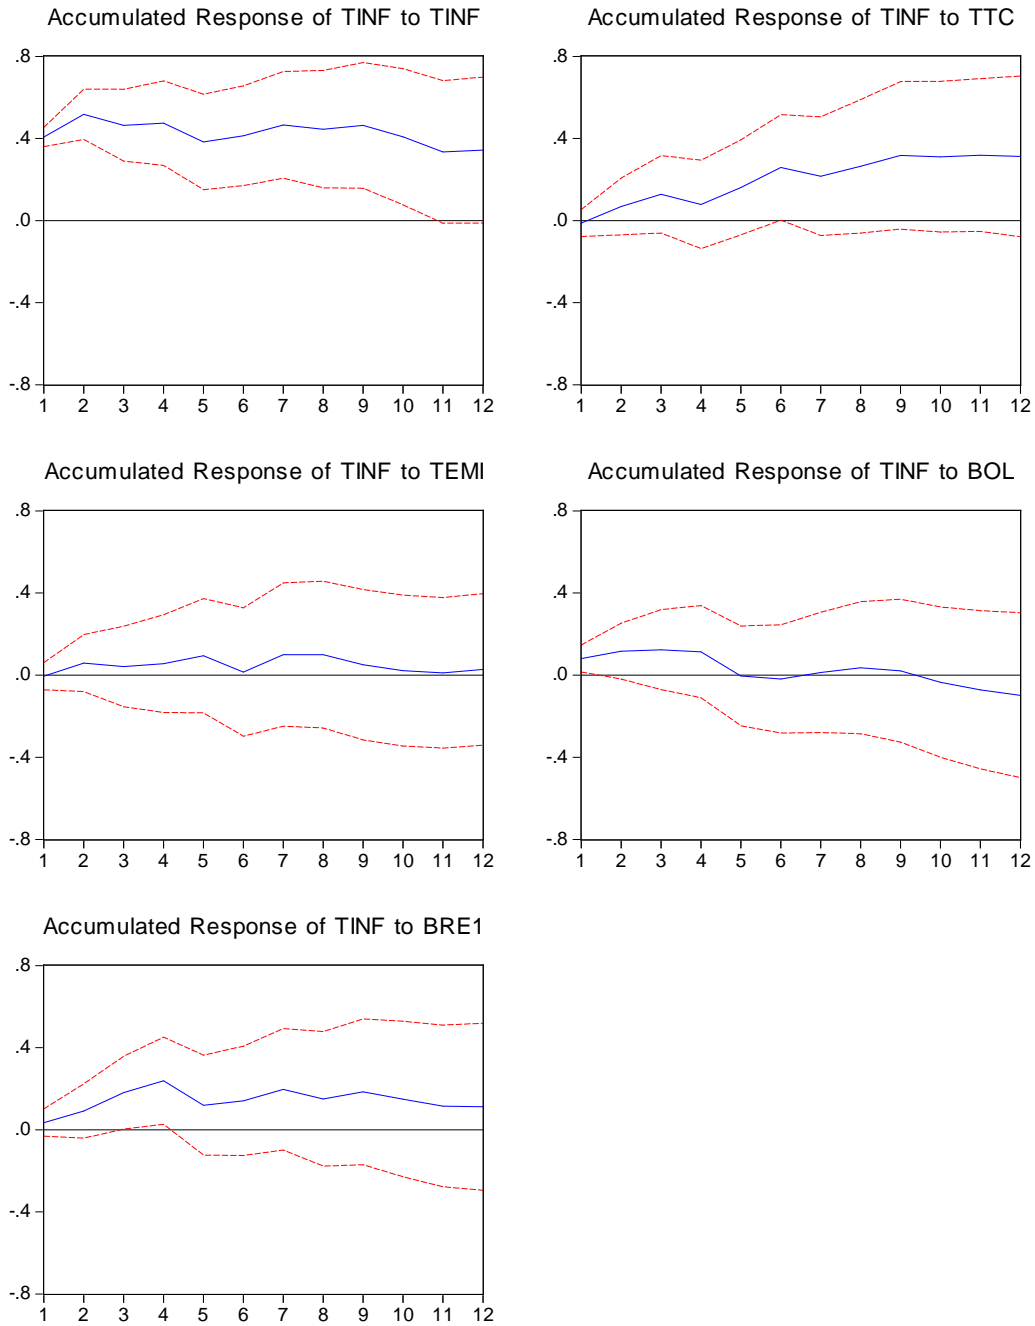 Accumulated Response of TINF to TINF
.8
.4
.0
-.4
-.8
1 2 3 4 5 6 7 8 9 10 11 12
Accumulated Response of TINF to TTC
.8
.4
.0
-.4
-.8
1 2 3 4 5 6 7 8 9 10 11 12
Accumulated Response of TINF to TEMI
.8
.4
.0
-.4
-.8
1 2 3 4 5 6 7 8 9 10 11 12
Accumulated Response of TINF to BOL
.8
.4
.0
-.4
-.8
1 2 3 4 5 6 7 8 9 10 11 12
Accumulated Response of TINF to BRE1
.8
.4
.0
-.4
-.8
1 2 3 4 5 6 7 8 9 10 11 12